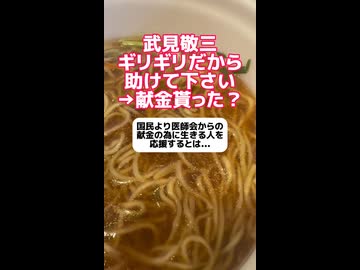 武見敬三
ギリギリだから
助けて下さい
→献金貰った？
国民より医師会からの
献金の為に生きる人を
応援するとは...